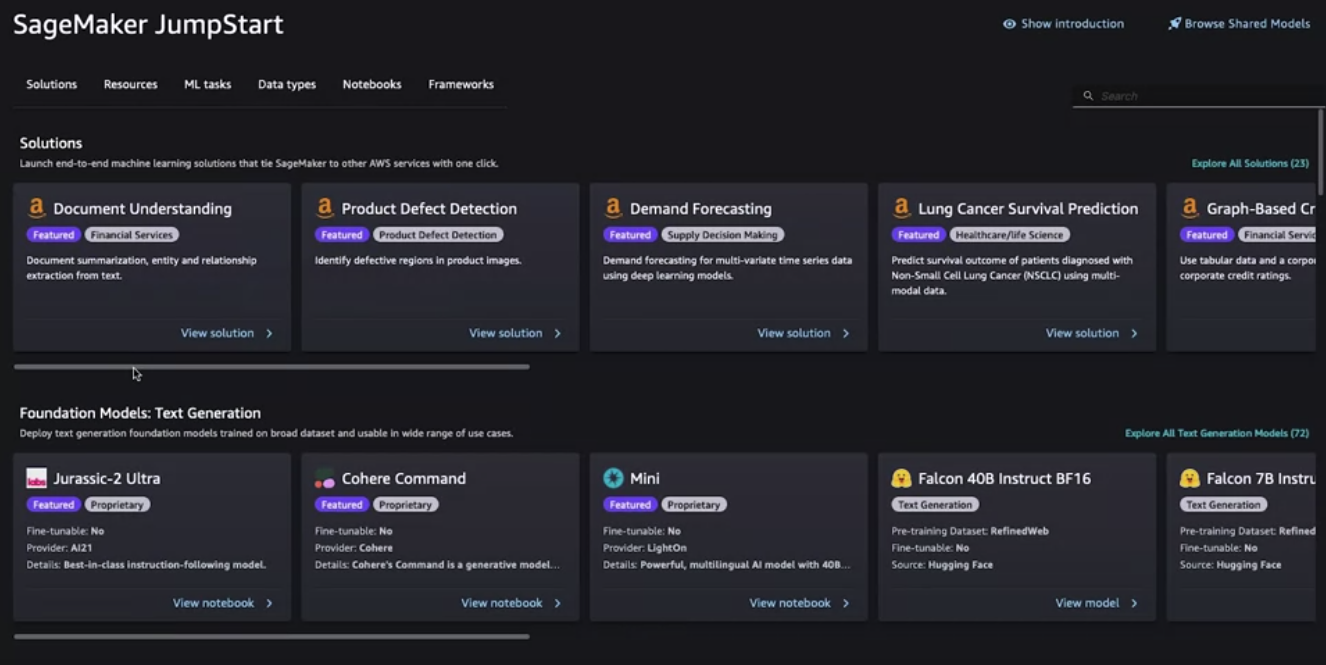 SageMaker JumpStart
Show introduction
Browse Shared Models
Solutions
Resources
ML tasks
Data types
Notebooks
Frameworks
Search
Solutions
Launch end-to-end machine learning solutions that tie SageMaker to other AWS services with one click.
Explore All Solutions (23)
Document Understanding
Featured
Financial Services
Document summarization, entity and relationship
extraction from text.
View solution
Product Defect Detection
Featured
Product Defect Detection
Identify defective regions in product images.
View solution
Demand Forecasting
Featured
Supply Decision Making
Demand forecasting for multi-variate time series data
using deep learning models.
View solution
Lung Cancer Survival Prediction
Featured
Healthcare/life Science
Predict survival outcome of patients diagnosed with
Non-Small Cell Lung Cancer (NSCLC) using multi-
modal data.
View solution
Graph-Based Cr
Featured
Financial Servic
Use tabular data and a corpor
corporate credit ratings.
Foundation Models: Text Generation
Deploy text generation foundation models trained on broad dataset and usable in wide range of use cases.
Explore All Text Generation Models (72)
labs
Jurassic-2 Ultra
Featured
Proprietary
Fine-tunable: No
Provider: AI21
Details: Best-in-class instruction-following model.
View notebook
Cohere Command
Featured
Proprietary
Fine-tunable: No
Provider: Cohere
Details: Cohere's Command is a generative model...
View notebook
Mini
Featured
Proprietary
Fine-tunable: No
Provider: LightOn
Details: Powerful, multilingual AI model with 40B...
View notebook
Falcon 40B Instruct BF16
Text Generation
Pre-training Dataset: RefinedWeb
Fine-tunable: No
Source: Hugging Face
View model
Falcon 7B Instru
Text Generation
Pre-training Dataset: Refined
Fine-tunable: No
Source: Hugging Face